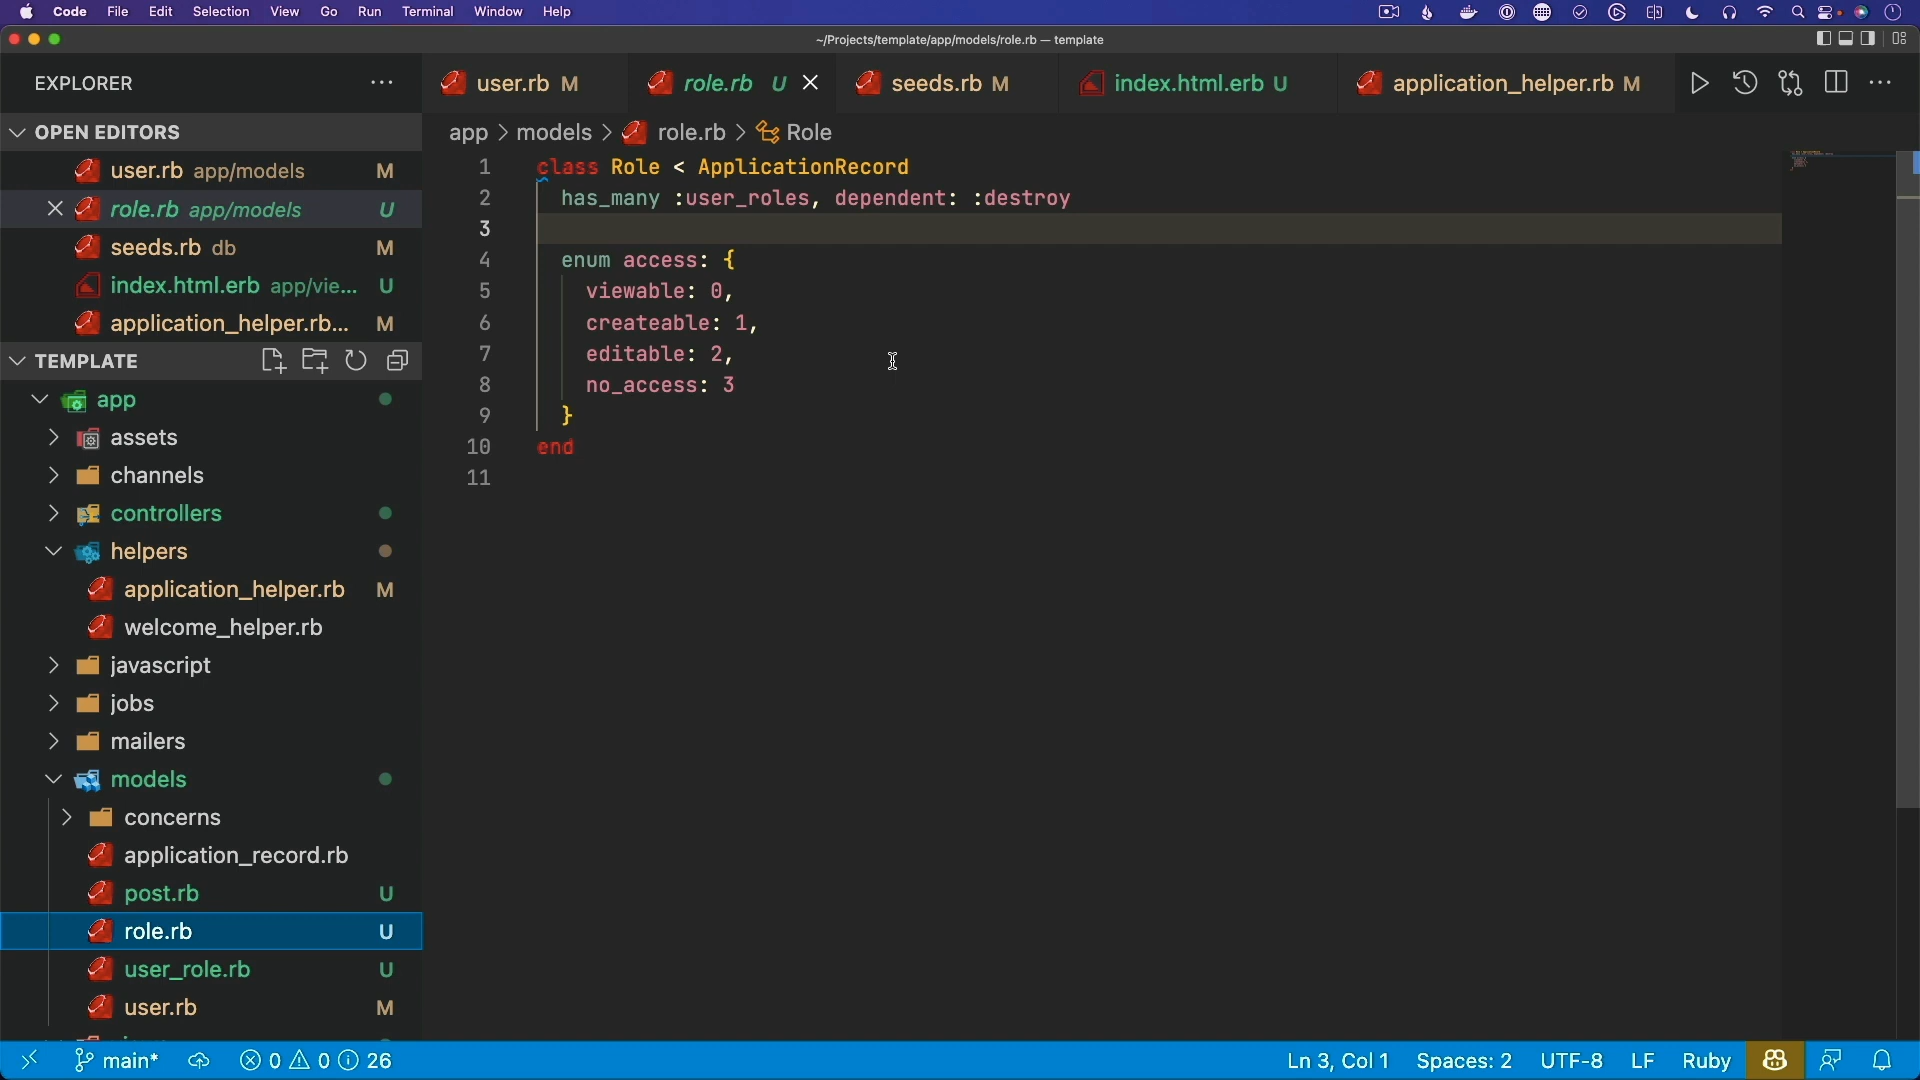 Code File Edit Selection View Go Run Terminal Window Help
~/Projects/template/app/models/role.rb — template
EXPLORER
user.rb M
role.rb U
seeds.rb M
index.html.erb U
application_helper.rb M
OPEN EDITORS
app > models > role.rb > Role
user.rb app/models M
role.rb app/models U
seeds.rb db M
index.html.erb app/vie... U
application_helper.rb... M
TEMPLATE
app
assets
channels
controllers
helpers
application_helper.rb M
welcome_helper.rb
javascript
jobs
mailers
models
concerns
application_record.rb
post.rb U
role.rb U
user_role.rb U
user.rb M
1 class Role < ApplicationRecord
2 has_many :user_roles, dependent: :destroy
3
4 enum access: {
5 viewable: 0,
6 createable: 1,
7 editable: 2,
8 no_access: 3
9 }
10 end
11
main* 0 0 26 Ln 3, Col 1 Spaces: 2 UTF-8 LF Ruby